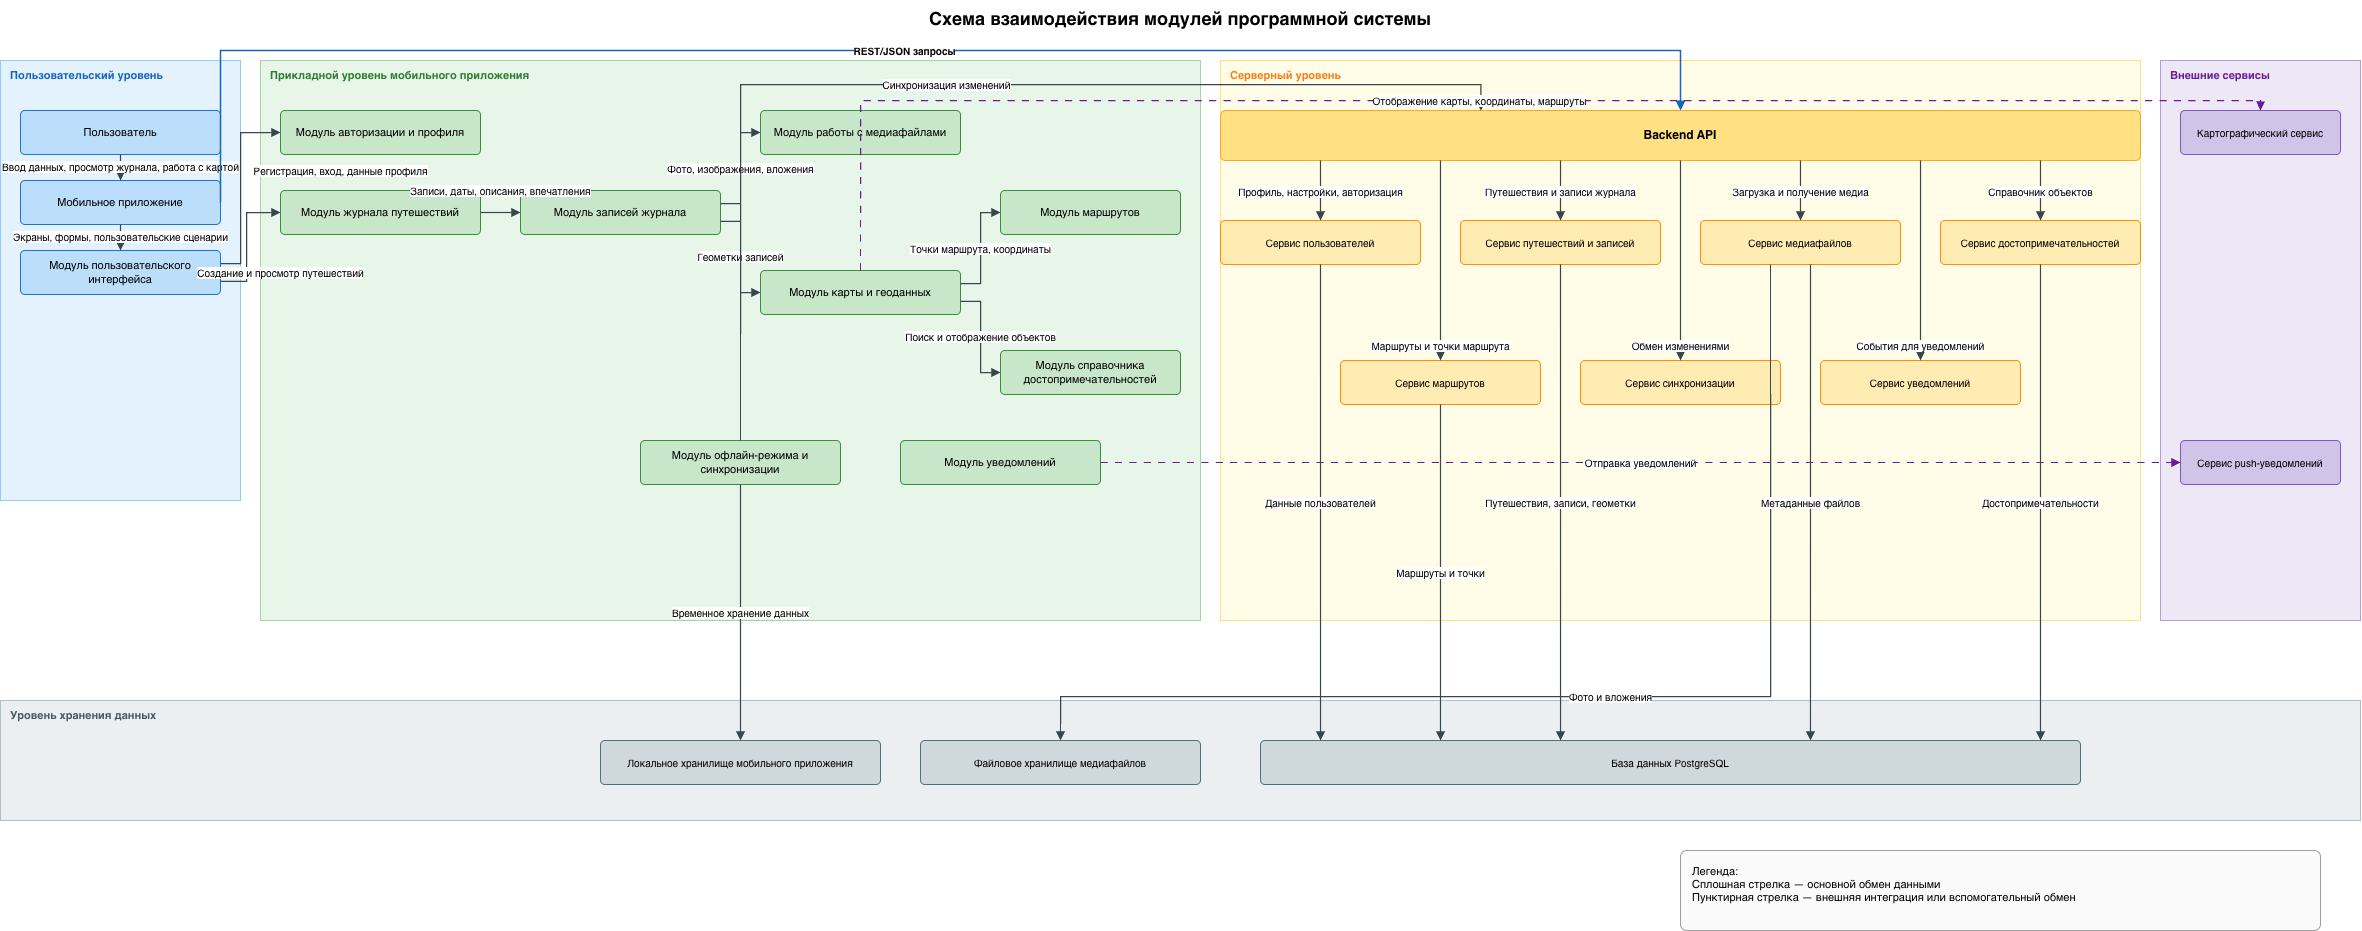 Схема взаимодействия модулей программной системы
REST/JSON запросы
Пользовательский уровень
Пользователь
Ввод данных, просмотр журнала, работа с картой
Мобильное приложение
Экраны, формы, пользовательские сценарии
Модуль пользовательского
интерфейса
Прикладной уровень мобильного приложения
Синхронизация изменений
Модуль авторизации и профиля
Модуль работы с медиафайлами
Регистрация, вход, данные профиля
Фото, изображения, вложения
Записи, даты, описания, впечатления
Модуль журнала путешествий
Модуль записей журнала
Модуль маршрутов
Точки маршрута, координаты
Геометки записей
Создание и просмотр путешествий
Модуль карты и геоданных
Поиск и отображение объектов
Модуль справочника
достопримечательностей
Модуль офлайн-режима и
синхронизации
Модуль уведомлений
Временное хранение данных
Серверный уровень
Отображение карты, координаты, маршруты
Backend API
Профиль, настройки, авторизация
Путешествия и записи журнала
Загрузка и получение медиа
Справочник объектов
Сервис пользователей
Сервис путешествий и записей
Сервис медиафайлов
Сервис достопримечательностей
Маршруты и точки маршрута
Обмен изменениями
События для уведомлений
Сервис маршрутов
Сервис синхронизации
Сервис уведомлений
Отправка уведомлений
Данные пользователей
Путешествия, записи, геометки
Метаданные файлов
Достопримечательности
Маршруты и точки
Внешние сервисы
Картографический сервис
Сервис push-уведомлений
Фото и вложения
Уровень хранения данных
Локальное хранилище мобильного приложения
Файловое хранилище медиафайлов
База данных PostgreSQL
Легенда:
Сплошная стрелка — основной обмен данными
Пунктирная стрелка — внешняя интеграция или вспомогательный обмен